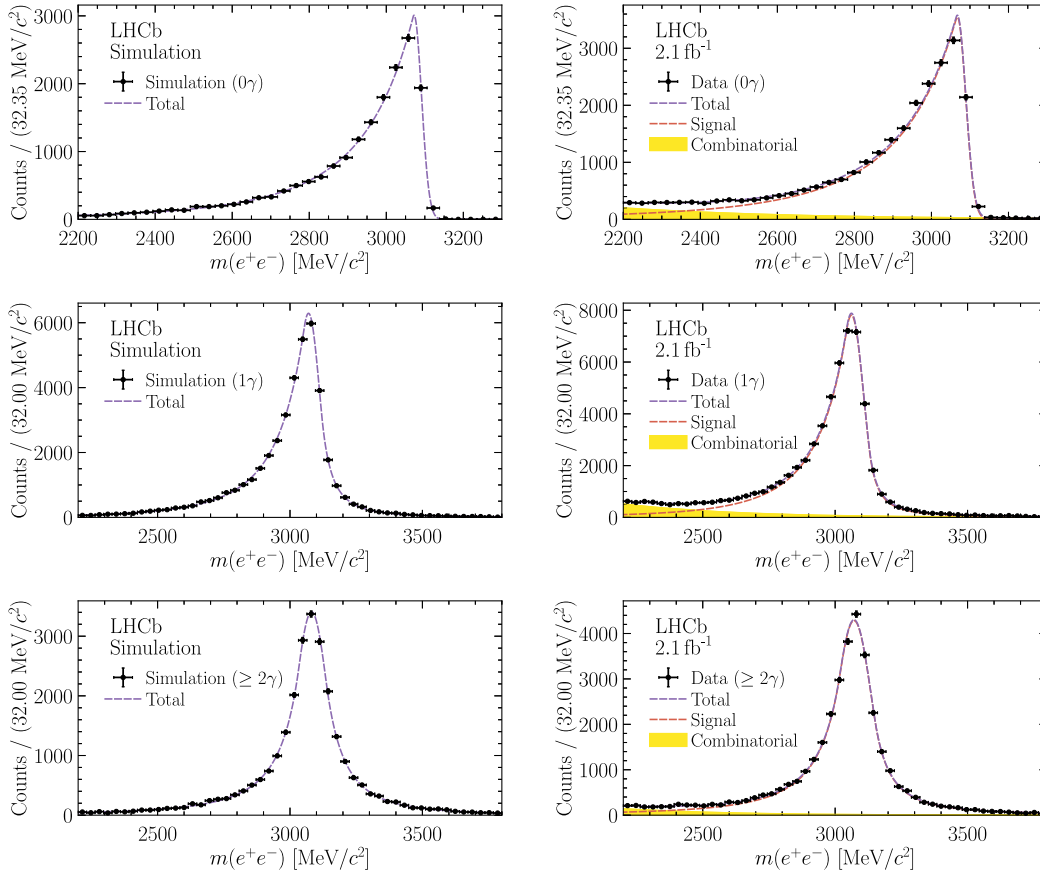 LHCb
Simulation
Simulation (0γ)
Total
Counts / (32.35 MeV/c²)
3000
2000
1000
0
2200 2400 2600 2800 3000 3200
m(e⁺e⁻) [MeV/c²]
LHCb
2.1 fb⁻¹
Data (0γ)
Total
Signal
Combinatorial
Counts / (32.35 MeV/c²)
3000
2000
1000
0
2200 2400 2600 2800 3000 3200
m(e⁺e⁻) [MeV/c²]
LHCb
Simulation
Simulation (1γ)
Total
Counts / (32.00 MeV/c²)
6000
4000
2000
0
2500 3000 3500
m(e⁺e⁻) [MeV/c²]
LHCb
2.1 fb⁻¹
Data (1γ)
Total
Signal
Combinatorial
Counts / (32.00 MeV/c²)
8000
6000
4000
2000
0
2500 3000 3500
m(e⁺e⁻) [MeV/c²]
LHCb
Simulation
Simulation (≥ 2γ)
Total
Counts / (32.00 MeV/c²)
3000
2000
1000
0
2500 3000 3500
m(e⁺e⁻) [MeV/c²]
LHCb
2.1 fb⁻¹
Data (≥ 2γ)
Total
Signal
Combinatorial
Counts / (32.00 MeV/c²)
4000
3000
2000
1000
0
2500 3000 3500
m(e⁺e⁻) [MeV/c²]